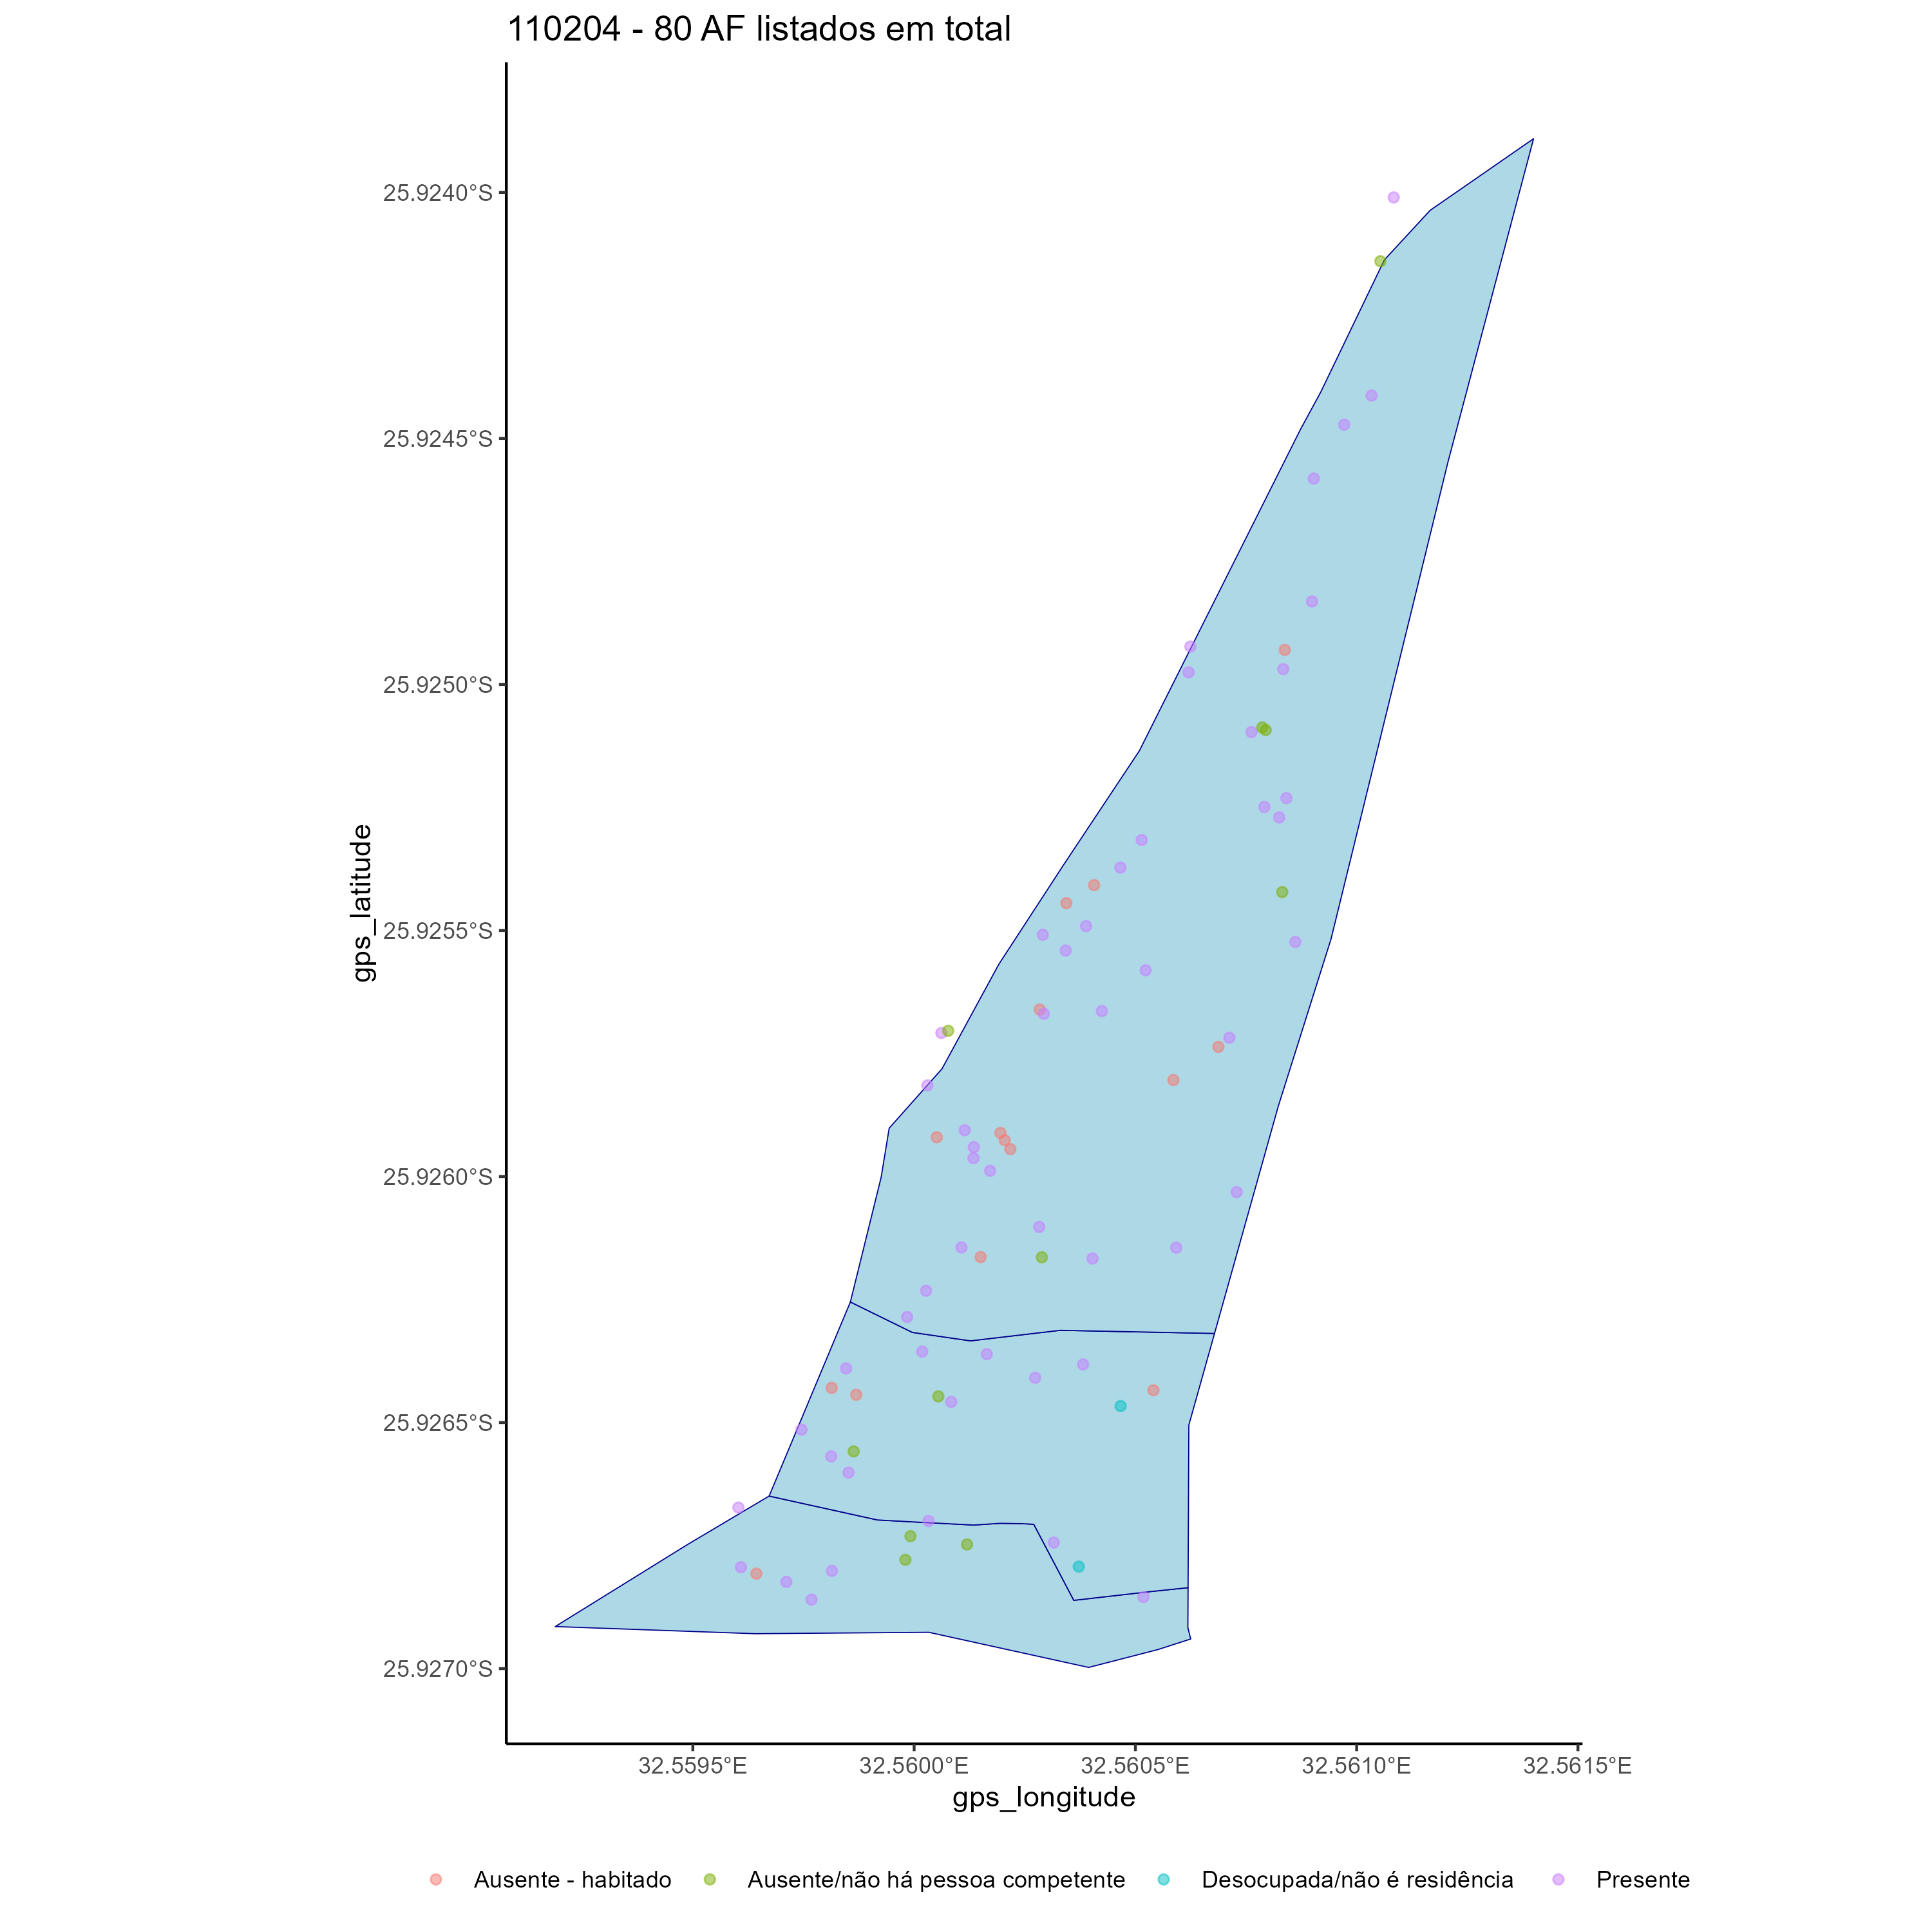 110204 - 80 AF listados em total
25.9240°S
25.9245°S
25.9250°S
25.9255°S
25.9260°S
25.9265°S
25.9270°S
gps_latitude
32.5595°E 32.5600°E 32.5605°E 32.5610°E 32.5615°E
gps_longitude
Ausente - habitado Ausente/não há pessoa competente Desocupada/não é residência Presente